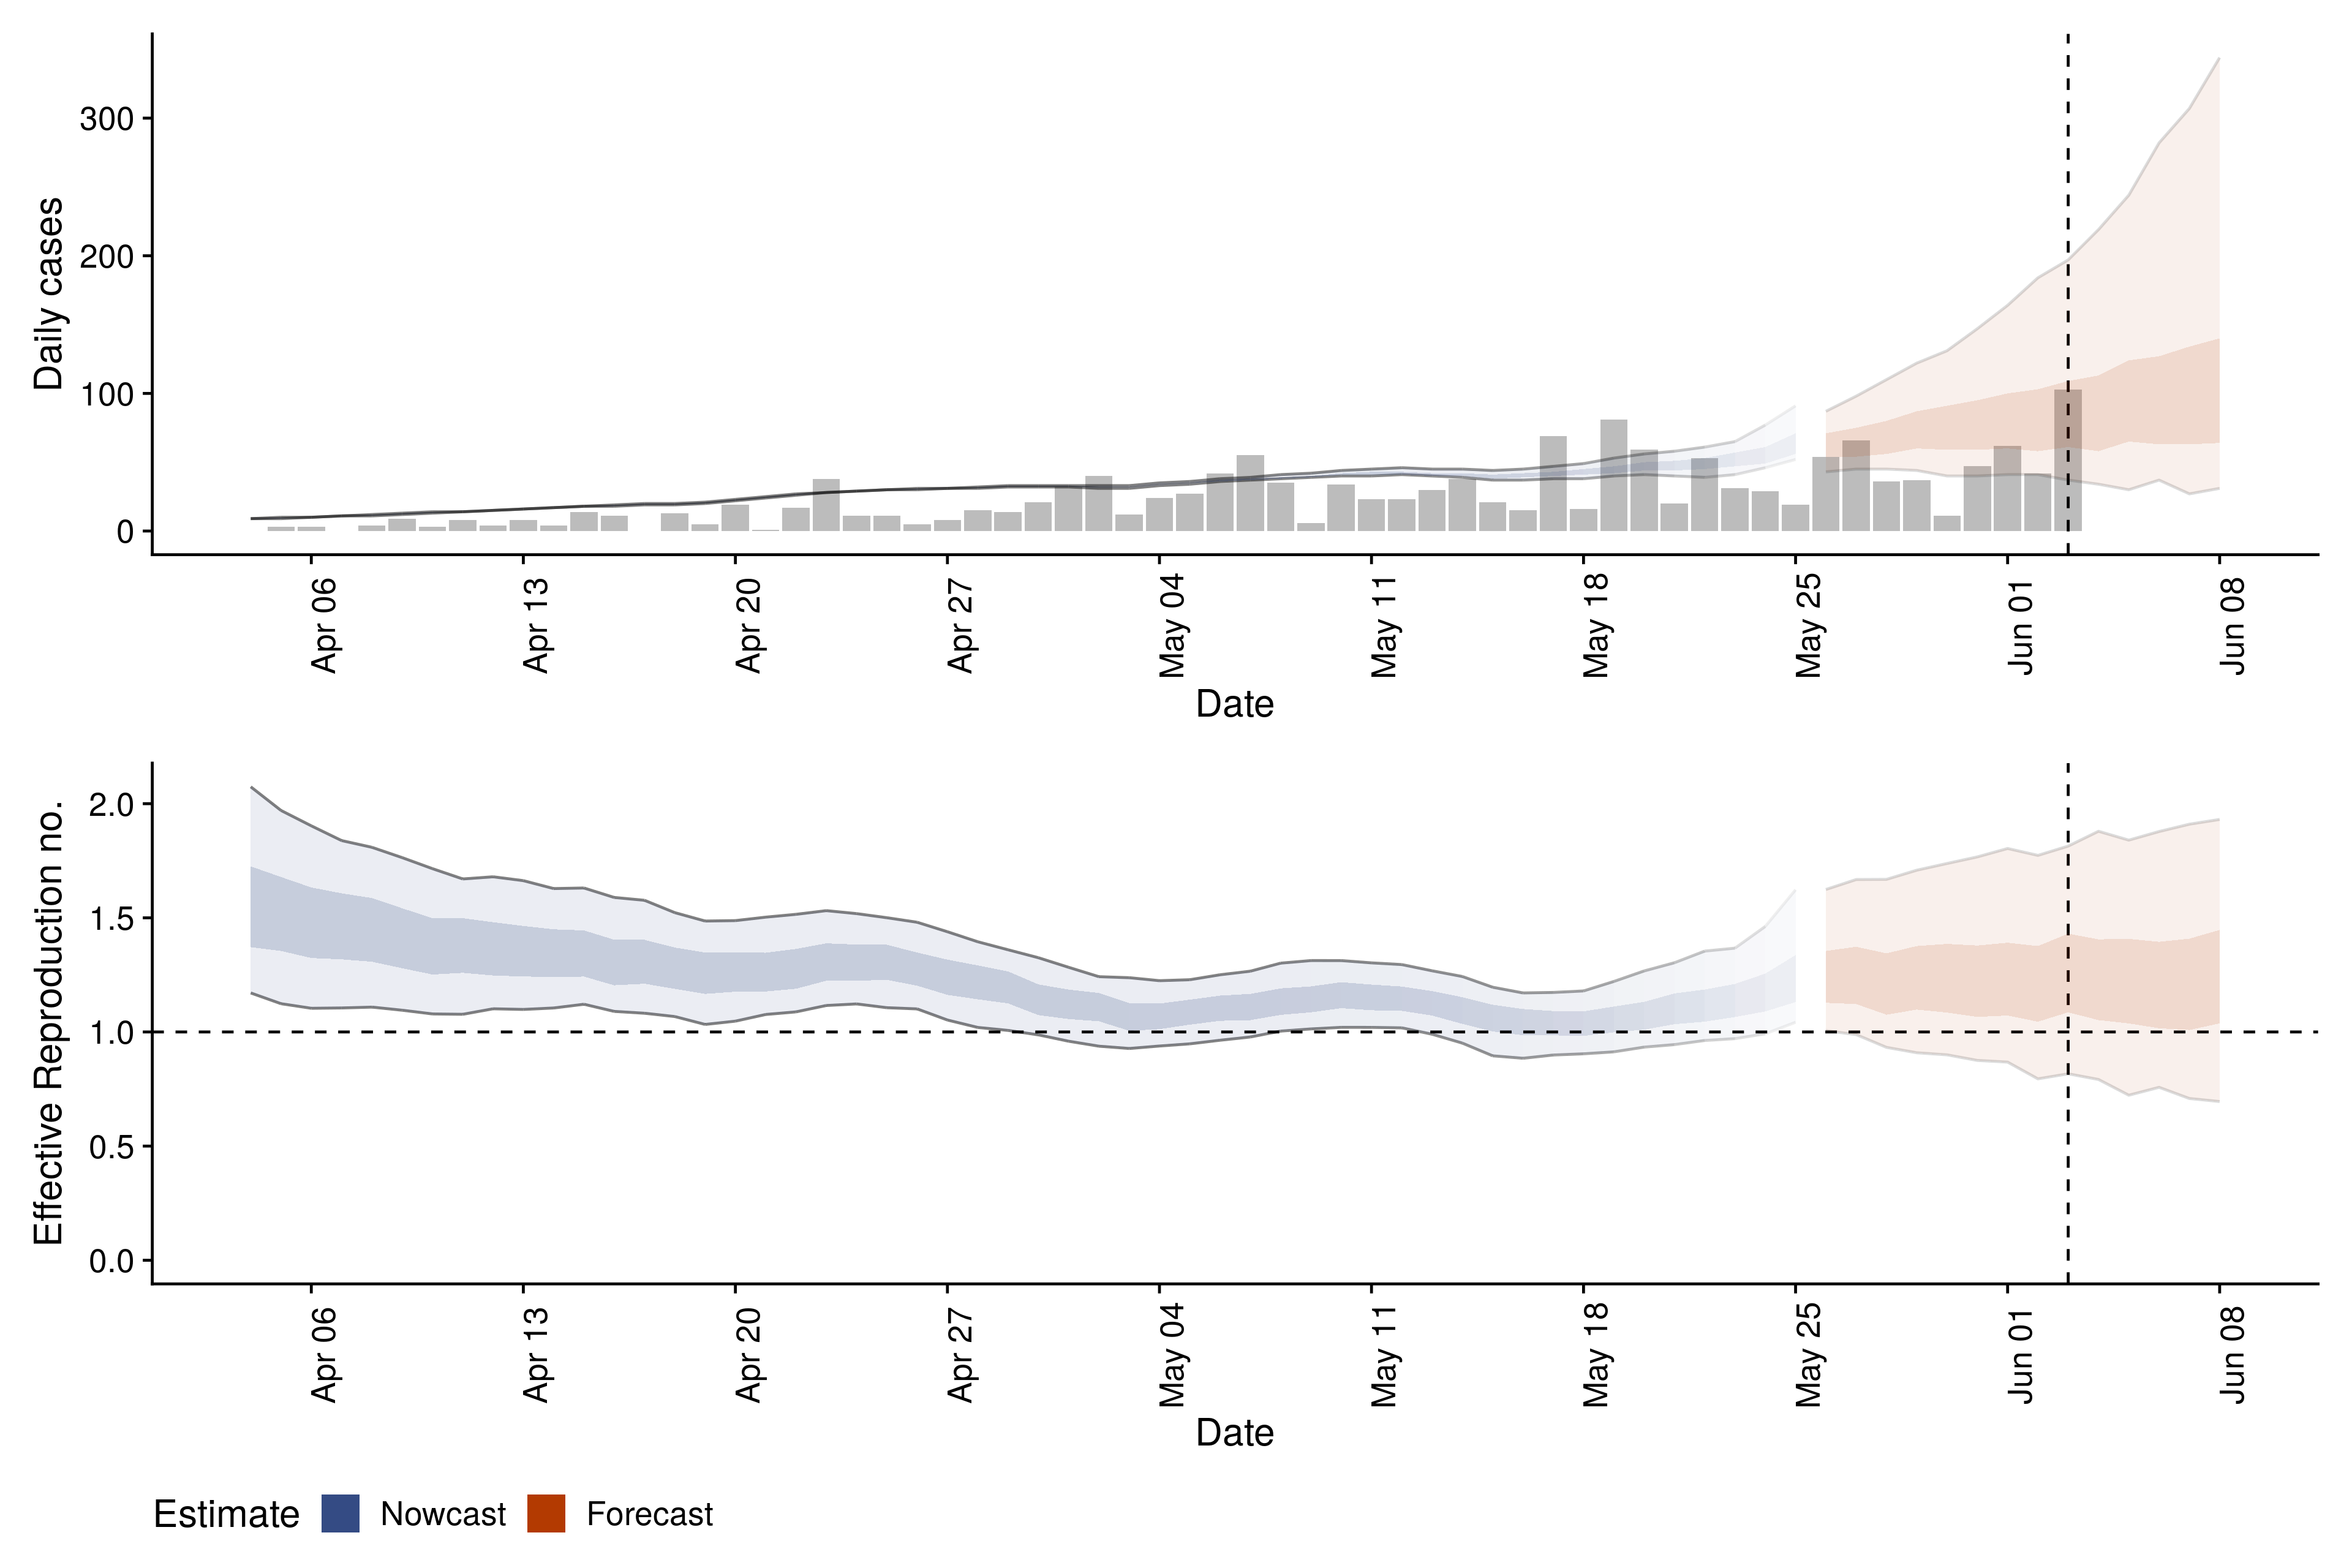 Daily cases
300
200
100
0
Apr 06
Apr 13
Apr 20
Apr 27
May 04
May 11
May 18
May 25
Jun 01
Jun 08
Date
Effective Reproduction no.
2.0
1.5
1.0
0.5
0.0
Apr 06
Apr 13
Apr 20
Apr 27
May 04
May 11
May 18
May 25
Jun 01
Jun 08
Date
Estimate Nowcast Forecast